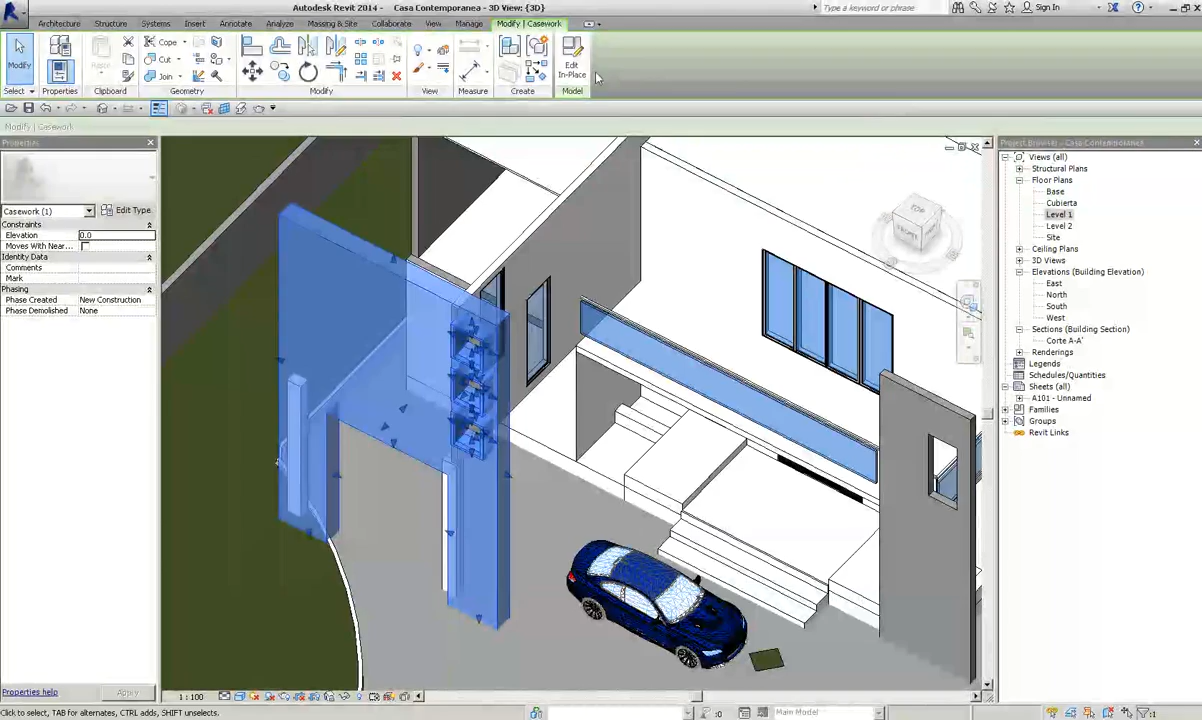 Autodesk Revit 2014 - Casa Contemporanea - 3D View: {3D}
Type a keyword or phrase
Sign In
Architecture Structure Systems Insert Annotate Analyze Massing & Site Collaborate View Manage Modify | Casework
Modify
Paste
Cope
Cut
Join
Edit
In-Place
Select Properties Clipboard Geometry Modify View Measure Create Model
Modify | Casework
Properties
Casework (1)
Edit Type
Constraints
Elevation 0.0
Moves With Near...
Identity Data
Comments
Mark
Phasing
Phase Created New Construction
Phase Demolished None
Properties help
Apply
TOP
FRONT
Project Browser - Casa Contemporanea
Views (all)
Structural Plans
Floor Plans
Base
Cubierta
Level 1
Level 2
Site
Ceiling Plans
3D Views
Elevations (Building Elevation)
East
North
South
West
Sections (Building Section)
Corte A-A'
Renderings
Legends
Schedules/Quantities
Sheets (all)
A101 - Unnamed
Families
Groups
Revit Links
1 : 100
Click to select, TAB for alternates, CTRL adds, SHIFT unselects.
:0
Main Model
:1